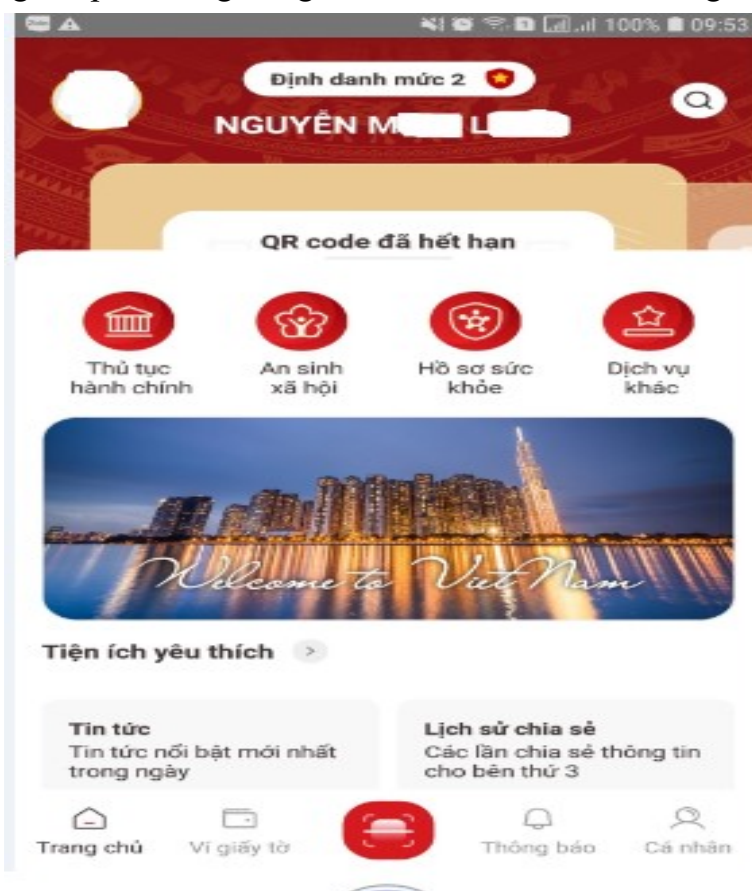 100% 09:53
Định danh mức 2
NGUYỄN M L
QR code đã hết hạn
Thủ tục hành chính
An sinh xã hội
Hồ sơ sức khỏe
Dịch vụ khác
Welcome to Viet Nam
Tiện ích yêu thích >
Tin tức
Tin tức nổi bật mới nhất
trong ngày
Lịch sử chia sẻ
Các lần chia sẻ thông tin
cho bên thứ 3
Trang chủ
Ví giấy tờ
Thông báo
Cá nhân